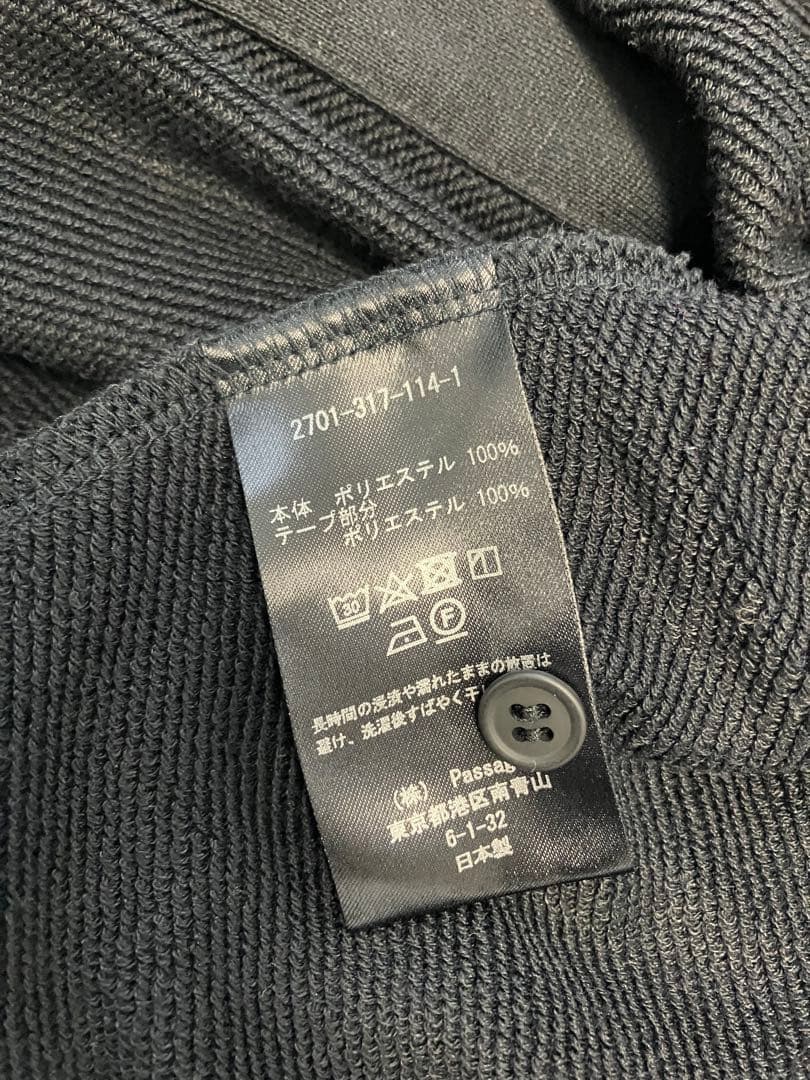 2701-317-114-1
本体 ポリエステル 100%
テープ部分
ポリエステル 100%
30
F
長時間の浸漬や濡れたままの放置は
避け、洗濯後すばやく干
(株) Passag
東京都港区南青山
6-1-32
日本製